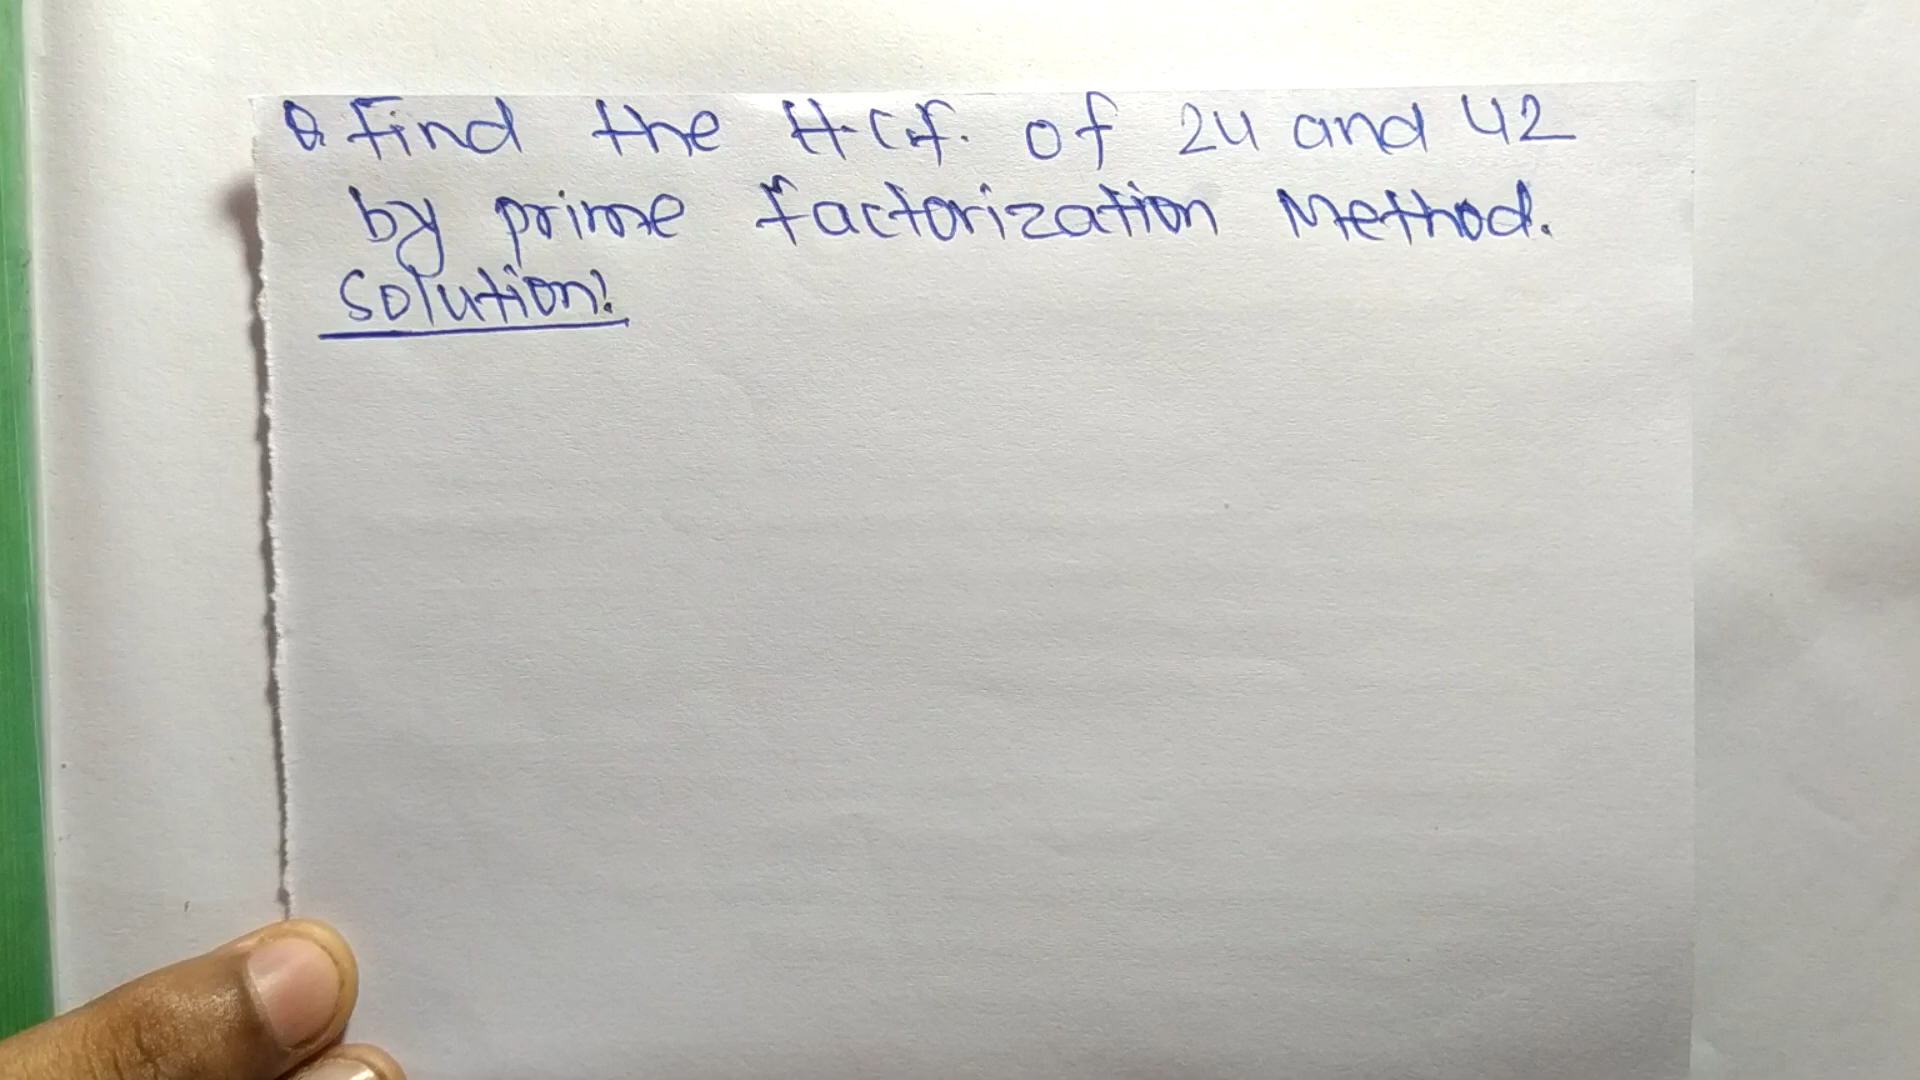 Q Find the H.C.F. of 24 and 42
by prime factorization Method.
Solution: